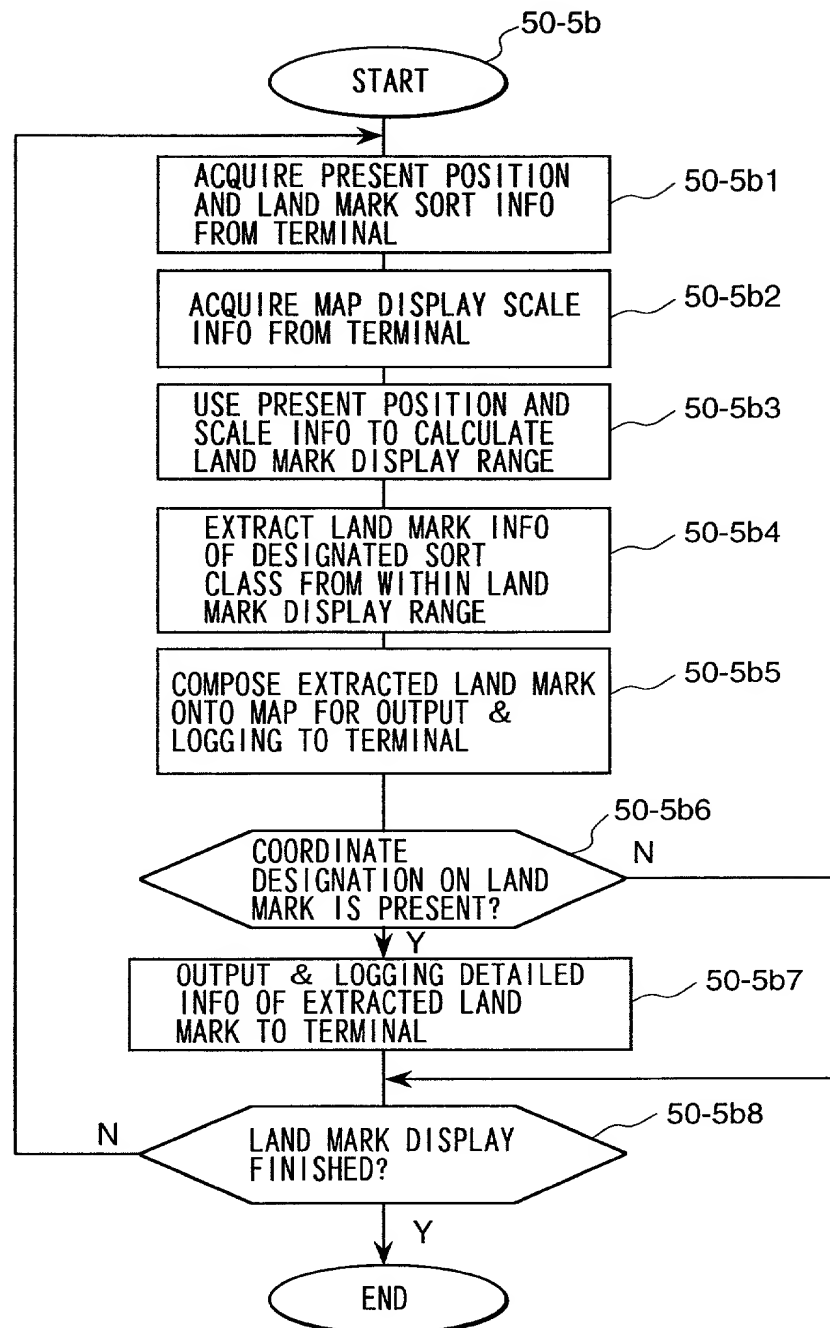 50-5b
START
ACQUIRE PRESENT POSITION
AND LAND MARK SORT INFO
FROM TERMINAL
50-5b1
ACQUIRE MAP DISPLAY SCALE
INFO FROM TERMINAL
50-5b2
USE PRESENT POSITION AND
SCALE INFO TO CALCULATE
LAND MARK DISPLAY RANGE
50-5b3
EXTRACT LAND MARK INFO
OF DESIGNATED SORT
CLASS FROM WITHIN LAND
MARK DISPLAY RANGE
50-5b4
COMPOSE EXTRACTED LAND MARK
ONTO MAP FOR OUTPUT &
LOGGING TO TERMINAL
50-5b5
50-5b6
COORDINATE
DESIGNATION ON LAND
MARK IS PRESENT?
N
Y
OUTPUT & LOGGING DETAILED
INFO OF EXTRACTED LAND
MARK TO TERMINAL
50-5b7
50-5b8
N
LAND MARK DISPLAY
FINISHED?
Y
END